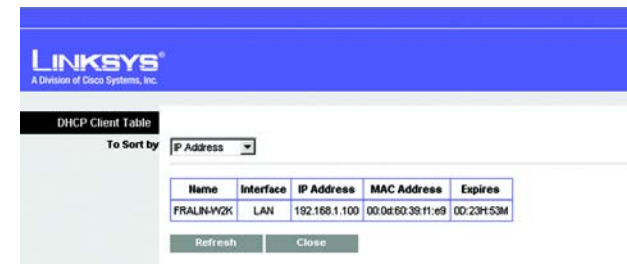 LINKSYS®
A Division of Cisco Systems, Inc.
DHCP Client Table
To Sort by IP Address
Name Interface IP Address MAC Address Expires
FRALIN-W2K LAN 192.168.1.100 00:0d:60:39:f1:e9 0D:23H:53M
Refresh Close